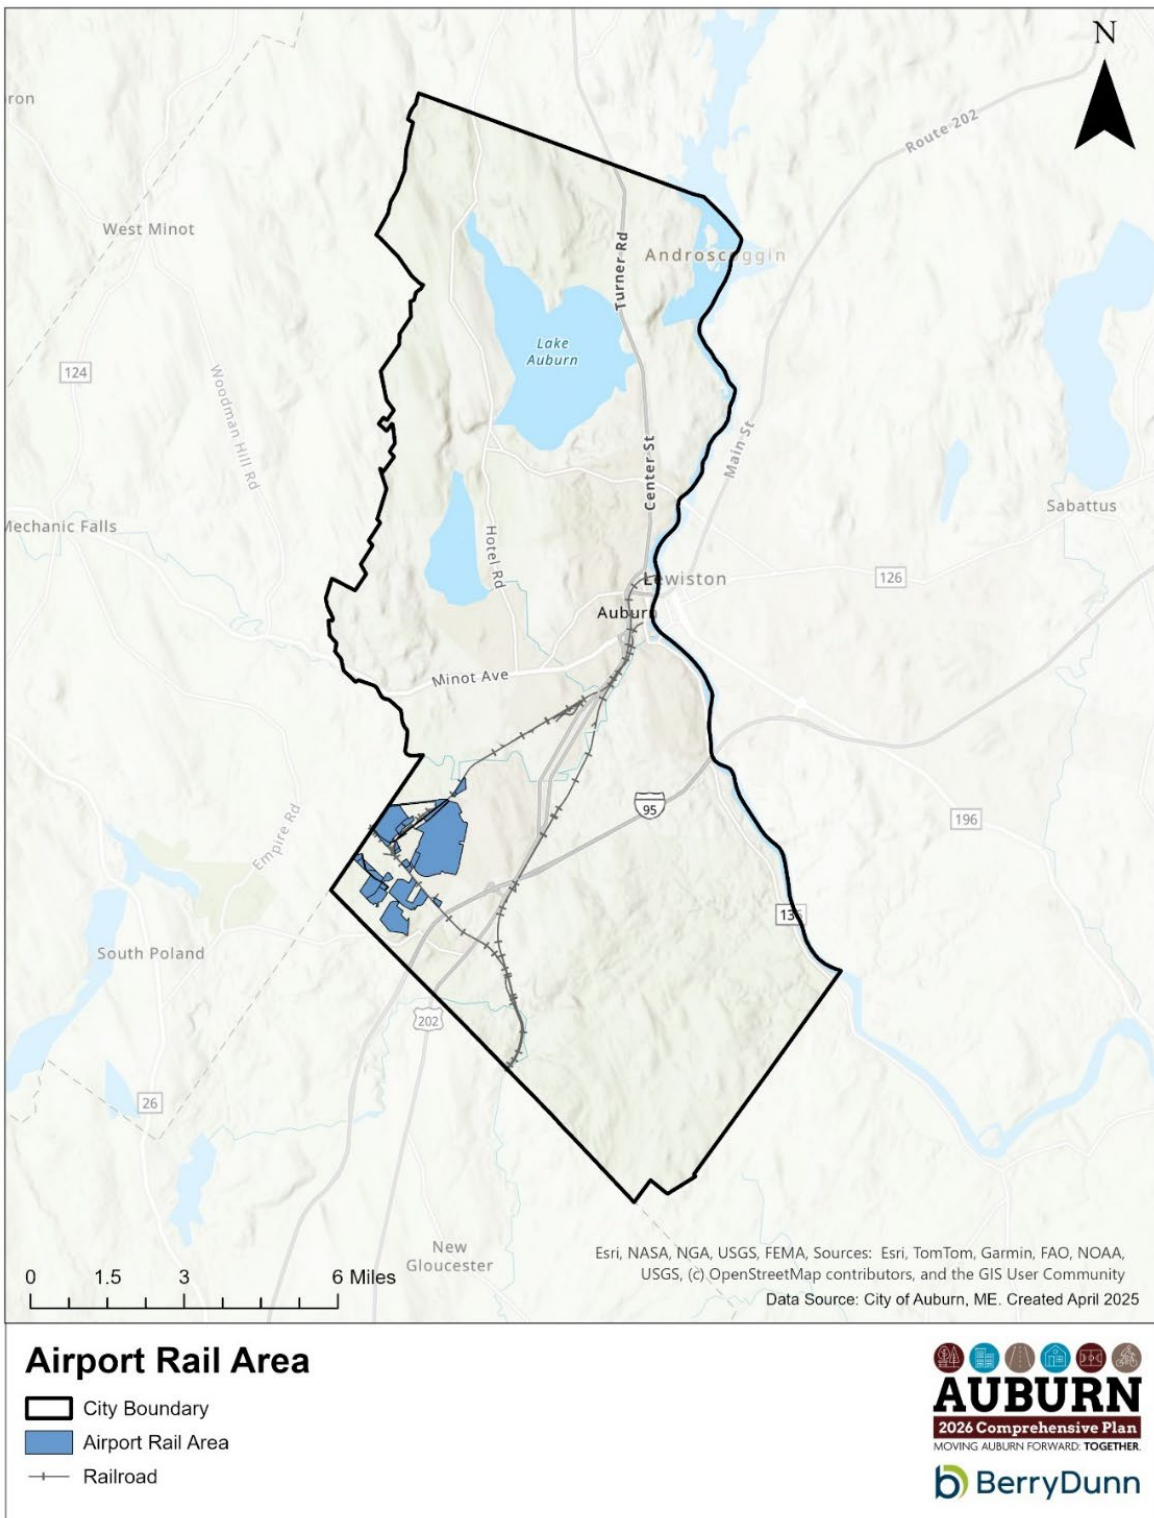 N
ron
Route 202
West Minot
Turner Rd
Androscoggin
Lake
Auburn
124
Woodman Hill Rd
Main St
Center St
Sabattus
Mechanic Falls
Hotel Rd
126
Lewiston
Auburn
Minot Ave
95
196
Empire Rd
136
South Poland
202
26
New
Gloucester
Esri, NASA, NGA, USGS, FEMA, Sources: Esri, TomTom, Garmin, FAO, NOAA,
USGS, (c) OpenStreetMap contributors, and the GIS User Community
0 1.5 3 6 Miles
Data Source: City of Auburn, ME. Created April 2025
Airport Rail Area
City Boundary
Airport Rail Area
Railroad
AUBURN
2026 Comprehensive Plan
MOVING AUBURN FORWARD: TOGETHER.
b BerryDunn